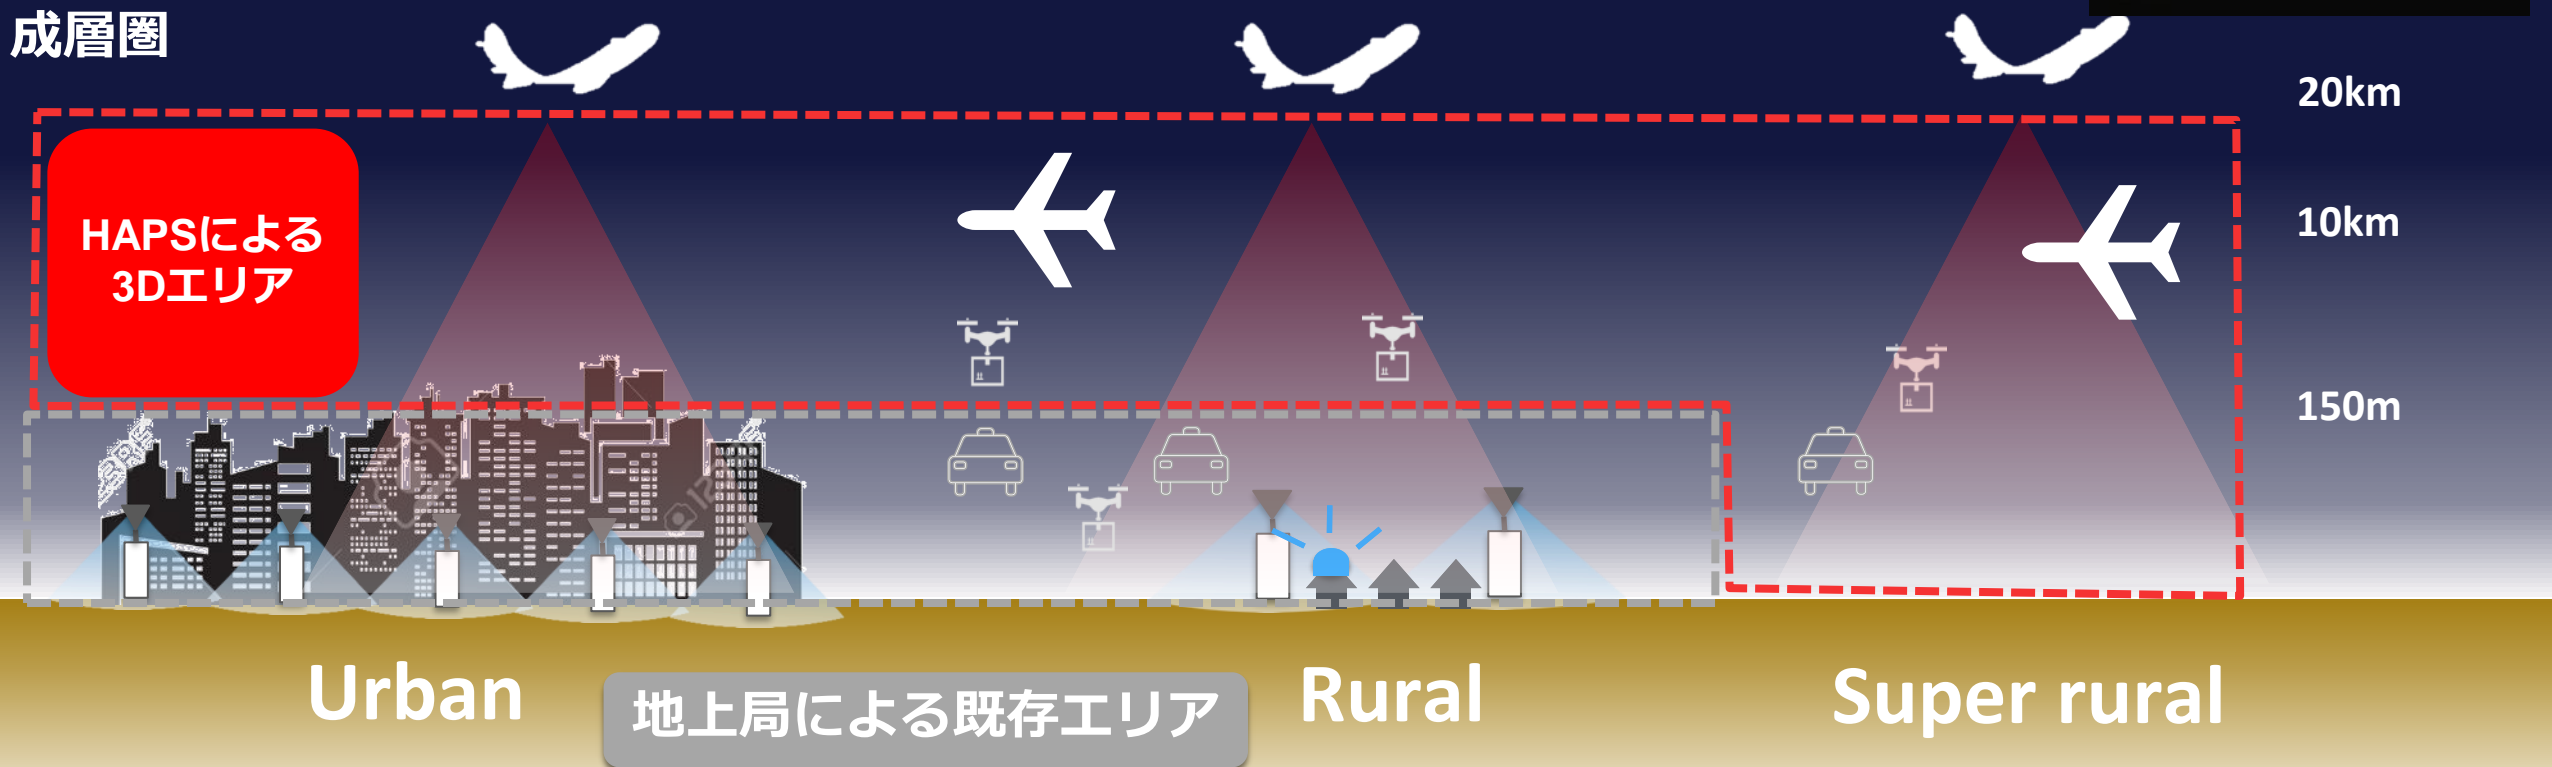 成層圏
20km
HAPSによる
3Dエリア
10km
150m
Urban
地上局による既存エリア
Rural
Super rural